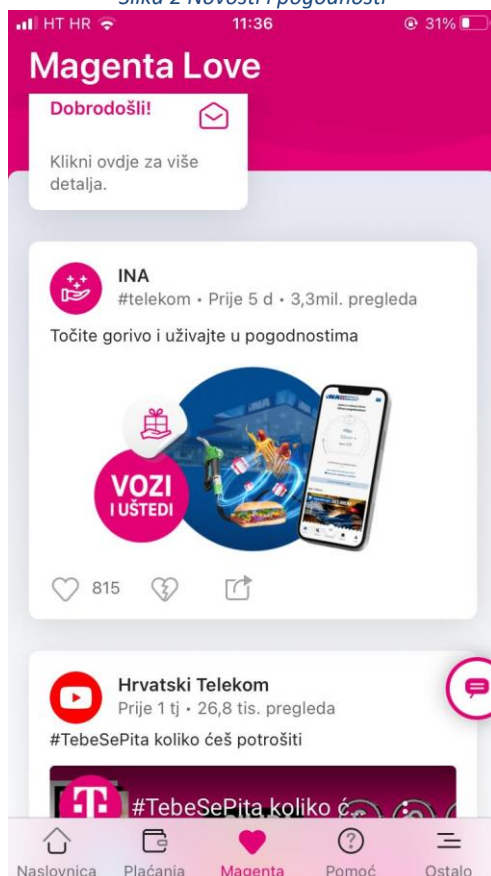 Slika 2 Novosti i pogodnosti
HT HR 11:36 31%
Magenta Love
Dobrodošli!
Klikni ovdje za više
detalja.
INA
#telekom • Prije 5 d • 3,3mil. pregleda
Točite gorivo i uživajte u pogodnostima
VOZI
I UŠTEDI
815
Hrvatski Telekom
Prije 1 tj • 26,8 tis. pregleda
#TebeSePita koliko ćeš potrošiti
#TebeSePita koliko ć...
Naslovnica Plaćanja Magenta Pomoć Ostalo